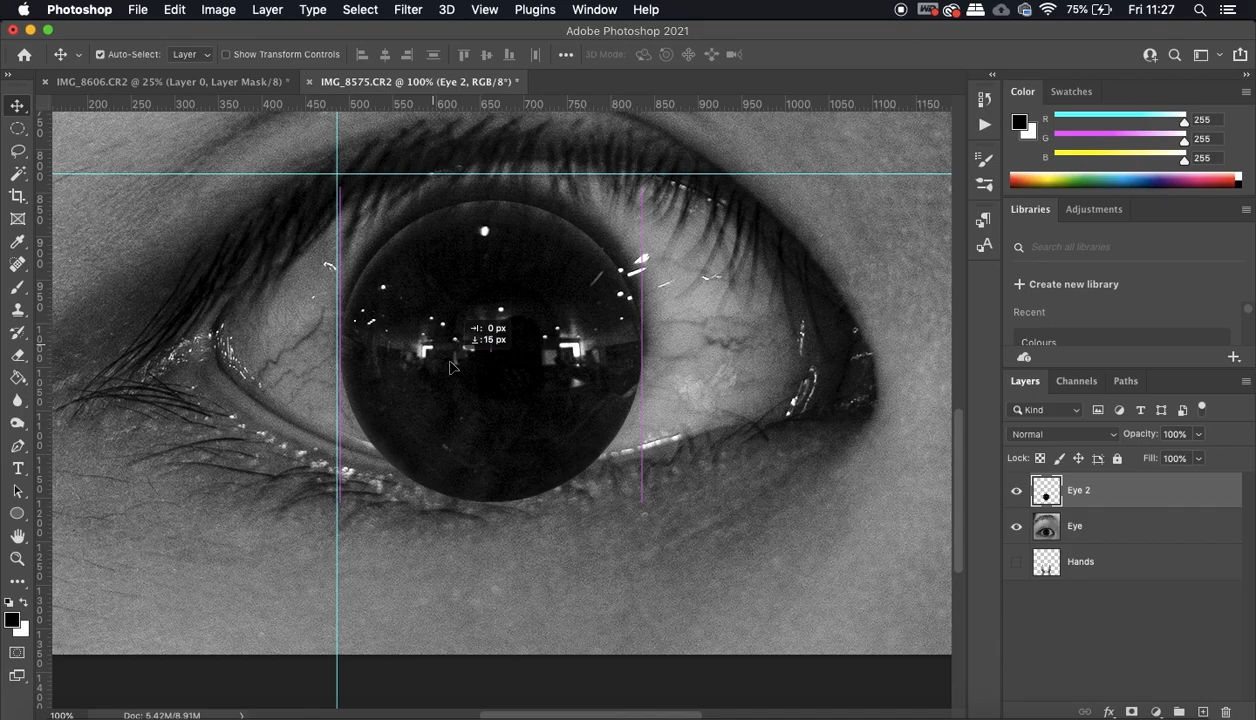 Photoshop File Edit Image Layer Type Select Filter 3D View Plugins Window Help 75% Fri 11:27
Adobe Photoshop 2021
Auto-Select: Layer Show Transform Controls 3D Mode:
IMG_8606.CR2 @ 25% (Layer 0, Layer Mask/8) * IMG_8575.CR2 @ 100% (Eye 2, RGB/8*) *
200 250 300 350 400 450 500 550 600 650 700 750 800 850 900 950 1000 1050 1100 1150
Color Swatches
R 255
G 255
B 255
Libraries Adjustments
Search all libraries
Create new library
Recent
Colours
→|: 0 px
↓: 15 px
Layers Channels Paths
Kind
Normal Opacity: 100%
Lock: Fill: 100%
Eye 2
Eye
Hands
100% Doc: 5.42M/8.91M